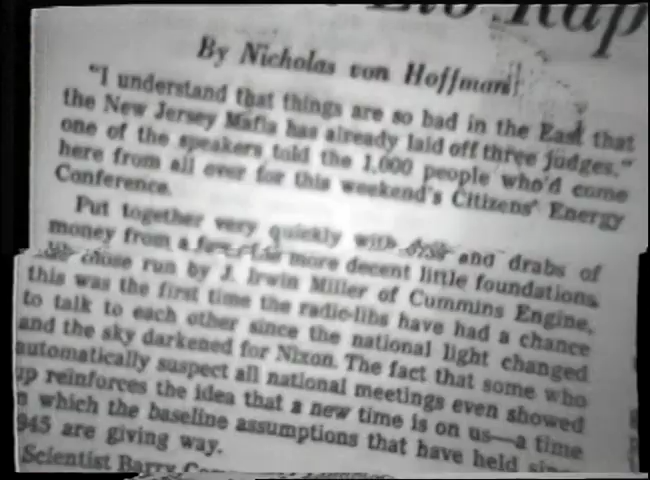 Lib Rap
By Nicholas von Hoffman
"I understand that things are so bad in the East that
the New Jersey Mafia has already laid off three judges,"
one of the speakers told the 1,000 people who'd come
here from all over for this weekend's Citizens' Energy
Conference.
Put together very quickly with and drabs of
money from a few of the more decent little foundations
like those run by J. Irwin Miller of Cummins Engine,
this was the first time the radic-libs have had a chance
to talk to each other since the national light changed
and the sky darkened for Nixon. The fact that some who
automatically suspect all national meetings even showed
up reinforces the idea that a new time is on us—a time
n which the baseline assumptions that have held since
945 are giving way.
Scientist Barry